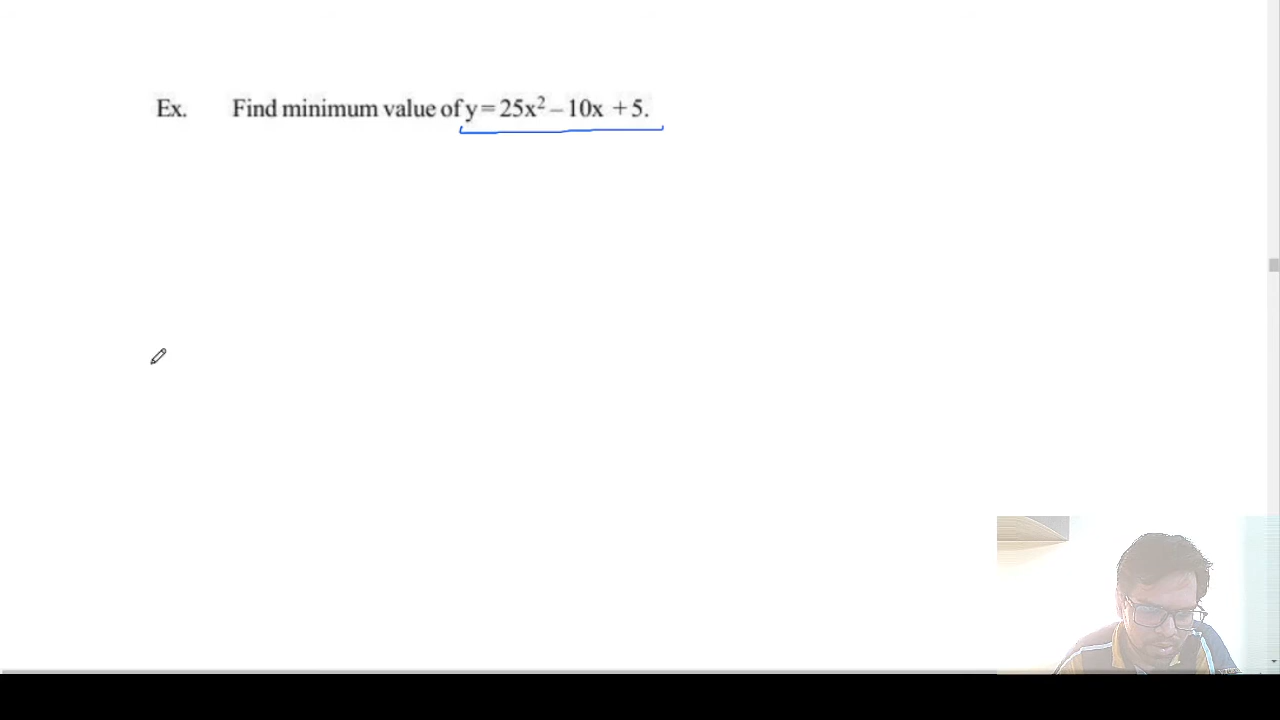 Ex. Find minimum value of y = 25x² – 10x + 5.